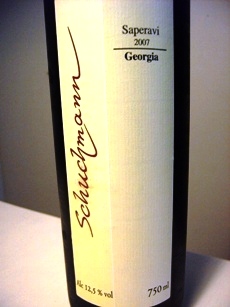 Schuchmann
Saperavi
2007
Georgia
Alc 12,5 % vol
750 ml